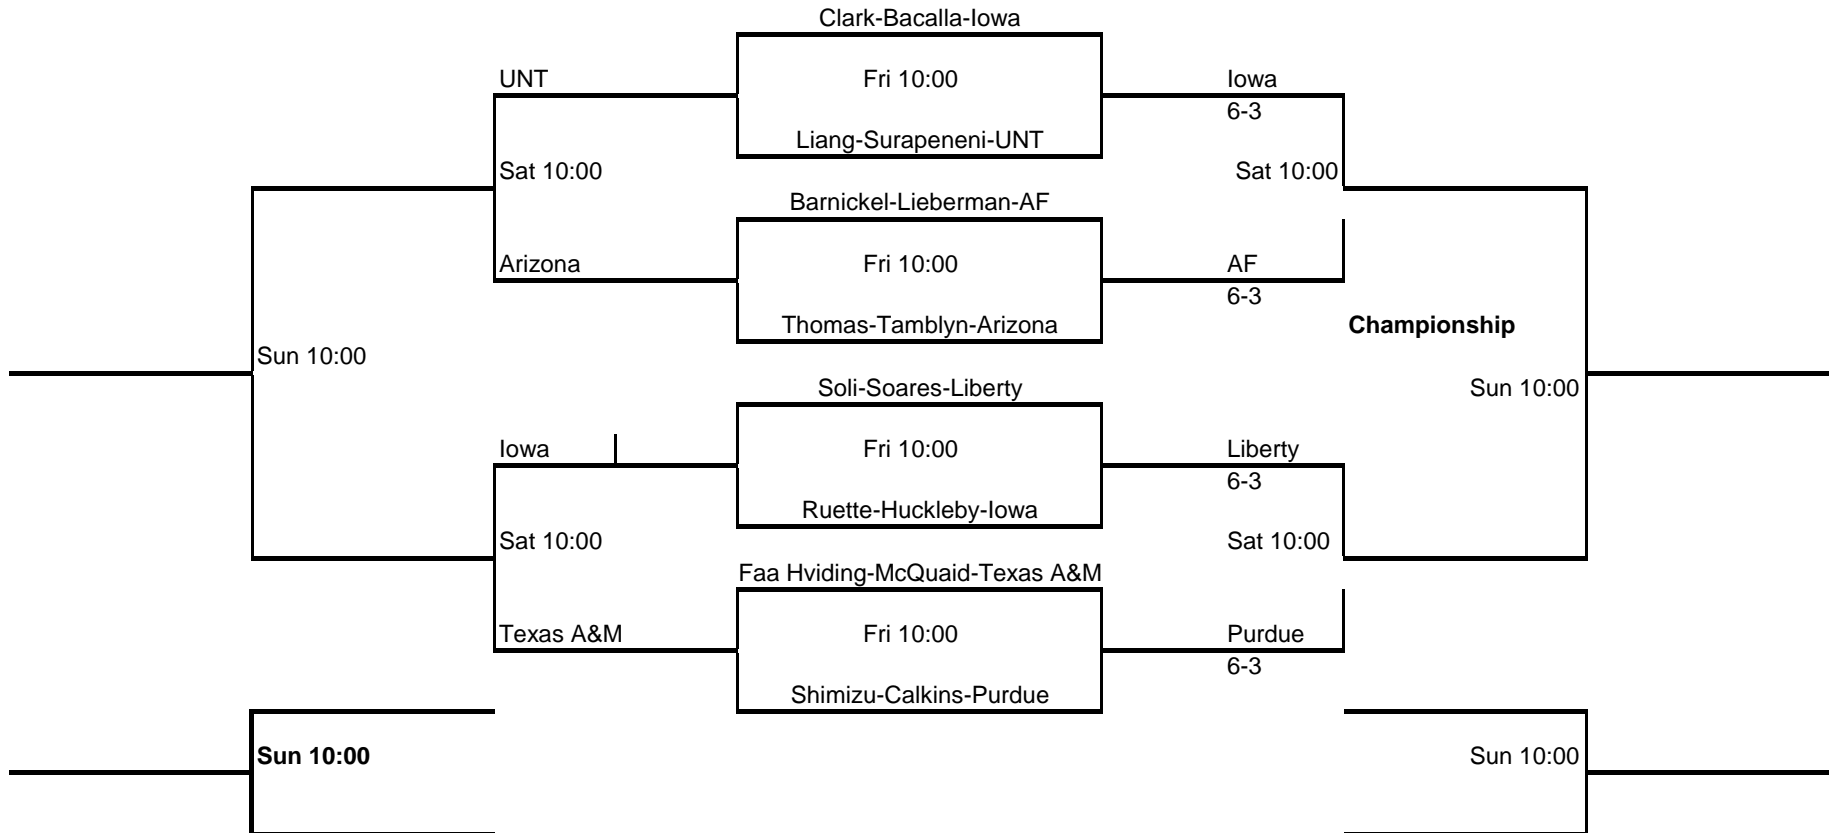 Clark-Bacalla-Iowa
UNT
Fri 10:00
Iowa
6-3
Liang-Surapeneni-UNT
Sat 10:00
Sat 10:00
Barnickel-Lieberman-AF
Arizona
Fri 10:00
AF
6-3
Thomas-Tamblyn-Arizona
Championship
Sun 10:00
Soli-Soares-Liberty
Sun 10:00
Iowa
Fri 10:00
Liberty
6-3
Ruette-Huckleby-Iowa
Sat 10:00
Sat 10:00
Faa Hviding-McQuaid-Texas A&M
Texas A&M
Fri 10:00
Purdue
6-3
Shimizu-Calkins-Purdue
Sun 10:00
Sun 10:00